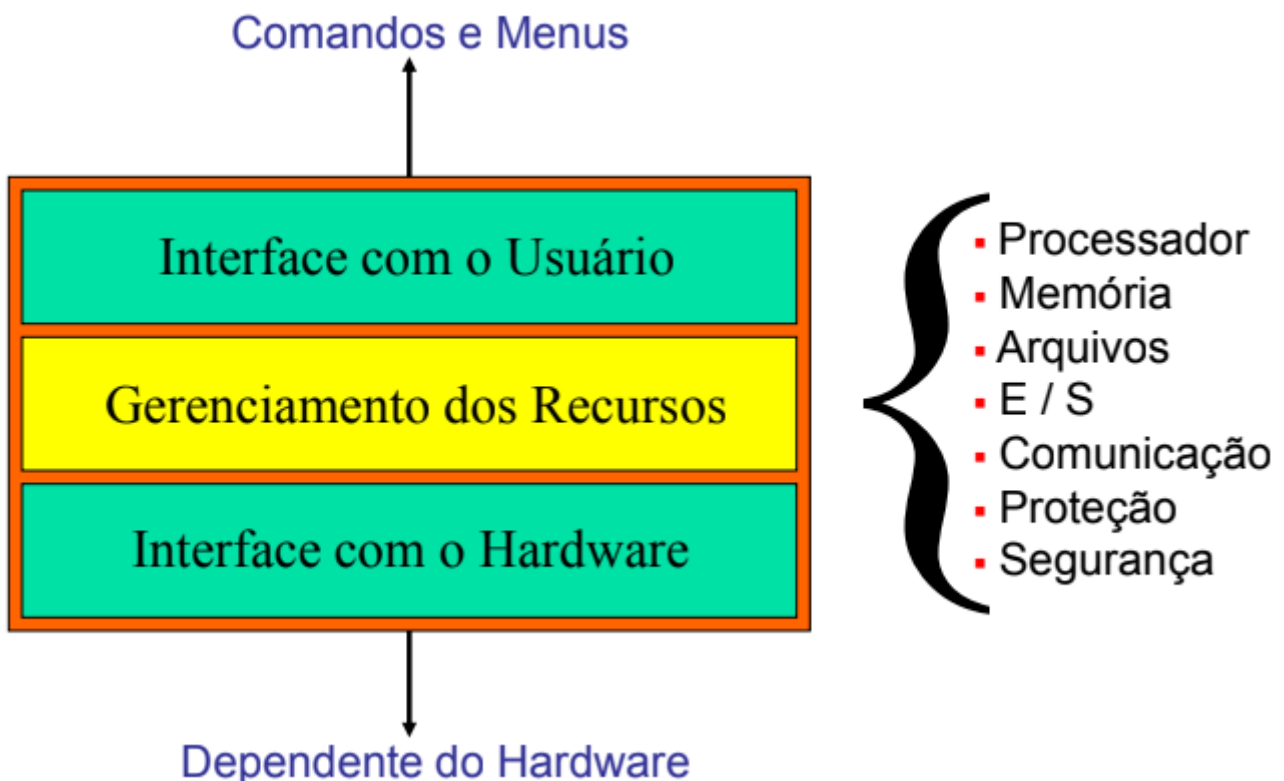 Comandos e Menus
Interface com o Usuário
Gerenciamento dos Recursos
Interface com o Hardware
Dependente do Hardware
Processador
Memória
Arquivos
E / S
Comunicação
Proteção
Segurança